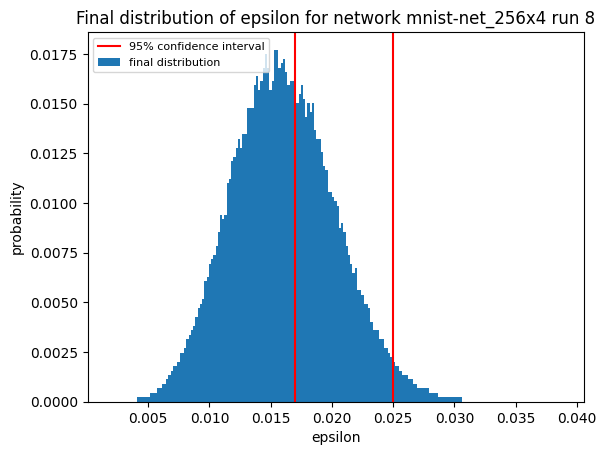 Final distribution of epsilon for network mnist-net_256x4 run 8
95% confidence interval
final distribution
probability
0.0175
0.0150
0.0125
0.0100
0.0075
0.0050
0.0025
0.0000
0.005 0.010 0.015 0.020 0.025 0.030 0.035 0.040
epsilon